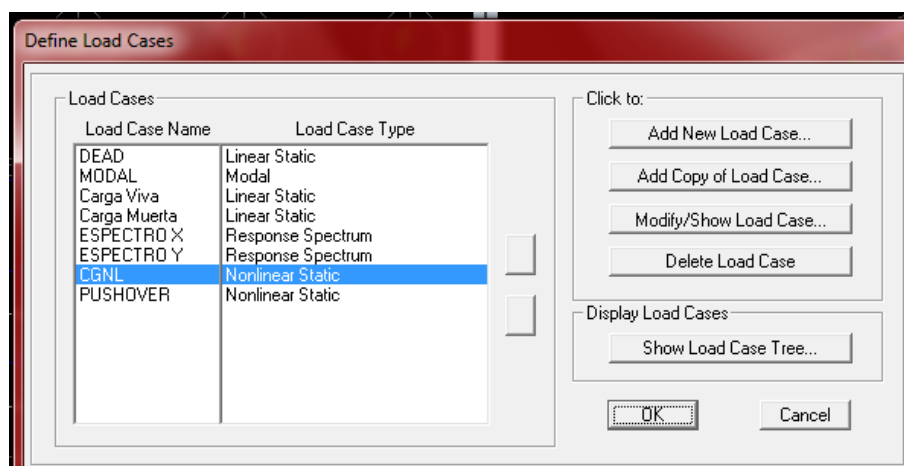 Define Load Cases
Load Cases
Load Case Name Load Case Type
DEAD Linear Static
MODAL Modal
Carga Viva Linear Static
Carga Muerta Linear Static
ESPECTRO X Response Spectrum
ESPECTRO Y Response Spectrum
CGNL Nonlinear Static
PUSHOVER Nonlinear Static
Click to:
Add New Load Case...
Add Copy of Load Case...
Modify/Show Load Case...
Delete Load Case
Display Load Cases
Show Load Case Tree...
OK Cancel